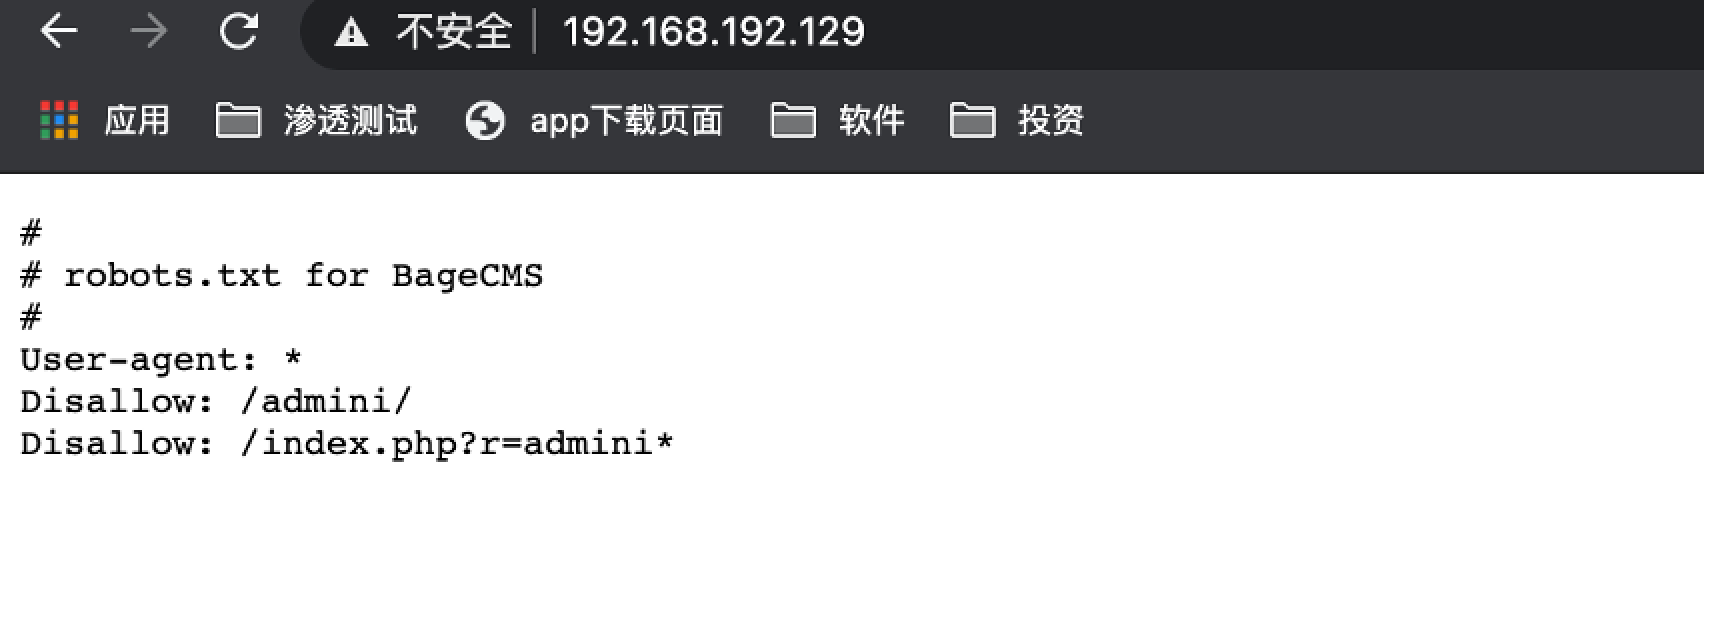 不安全 | 192.168.192.129
应用 渗透测试 app下载页面 软件 投资
#
# robots.txt for BageCMS
#
User-agent: *
Disallow: /admini/
Disallow: /index.php?r=admini*